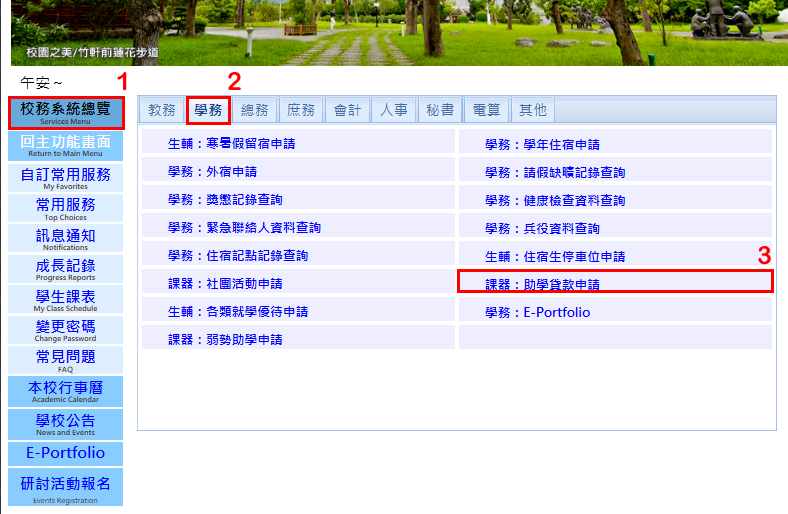 校園之美/竹軒前蓮花步道
午安～
1
2
校務系統總覽
Services Menu
教務 學務 總務 庶務 會計 人事 秘書 電算 其他
回主功能畫面
Return to Main Menu
自訂常用服務
My Favorites
常用服務
Top Choices
訊息通知
Notifications
成長記錄
Progress Reports
學生課表
My Class Schedule
變更密碼
Change Password
常見問題
FAQ
本校行事曆
Academic Calendar
學校公告
News and Events
E-Portfolio
研討活動報名
Events Registration
生輔：寒暑假留宿申請
學務：學年住宿申請
學務：外宿申請
學務：請假缺曠記錄查詢
學務：獎懲記錄查詢
學務：健康檢查資料查詢
學務：緊急聯絡人資料查詢
學務：兵役資料查詢
學務：住宿記點記錄查詢
生輔：住宿生停車位申請
3
課器：社團活動申請
課器：助學貸款申請
生輔：各類就學優待申請
學務：E-Portfolio
課器：弱勢助學申請